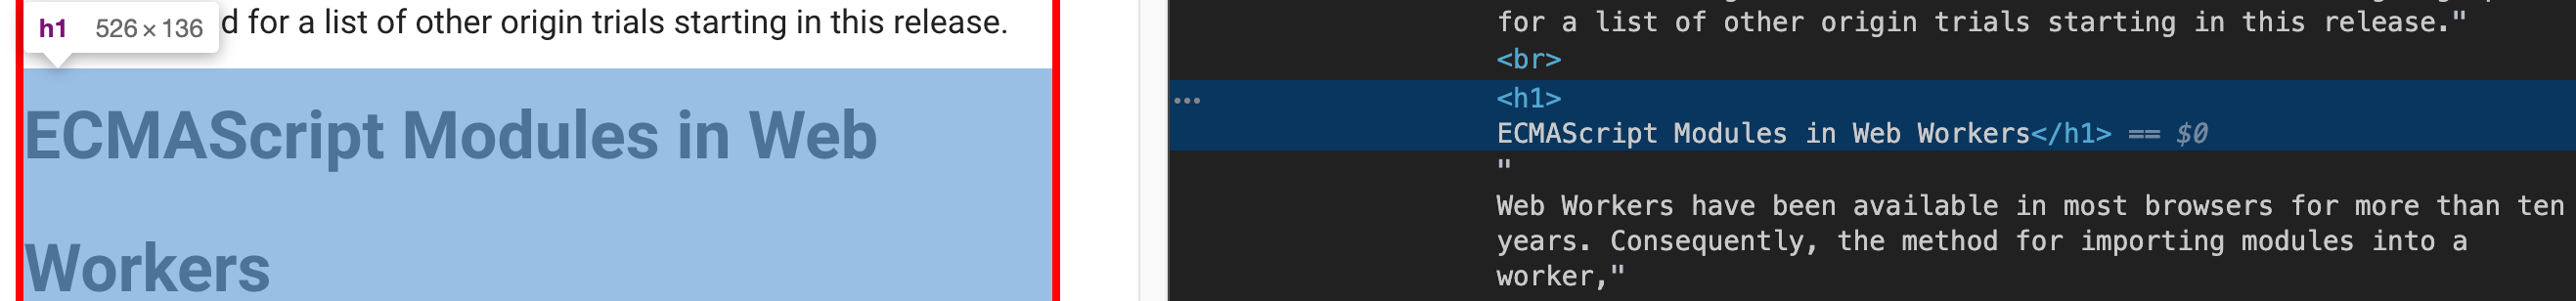 h1 526 × 136
d for a list of other origin trials starting in this release.
ECMAScript Modules in Web
Workers
for a list of other origin trials starting in this release."
<br>
<h1>
ECMAScript Modules in Web Workers</h1> == $0
"
Web Workers have been available in most browsers for more than ten
years. Consequently, the method for importing modules into a
worker,"